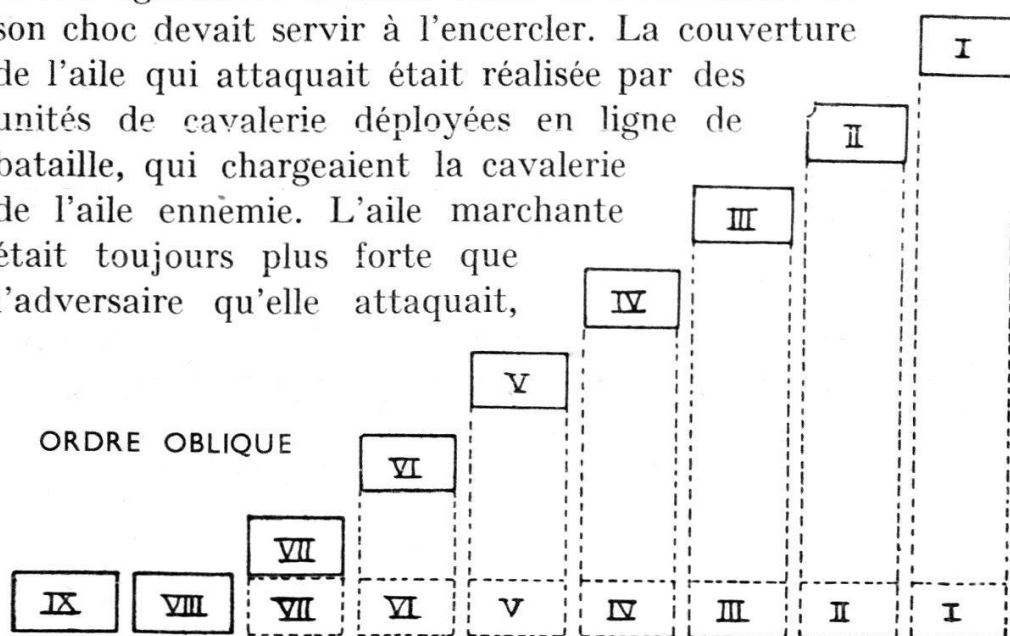 son choc devait servir à l'encercler. La couverture
de l'aile qui attaquait était réalisée par des
unités de cavalerie déployées en ligne de
bataille, qui chargeaient la cavalerie
de l'aile ennèmie. L'aile marchante
était toujours plus forte que
l'adversaire qu'elle attaquait,
I
II
III
IV
V
ORDRE OBLIQUE
VI
VII
IX VIII VII VI V IV III II I